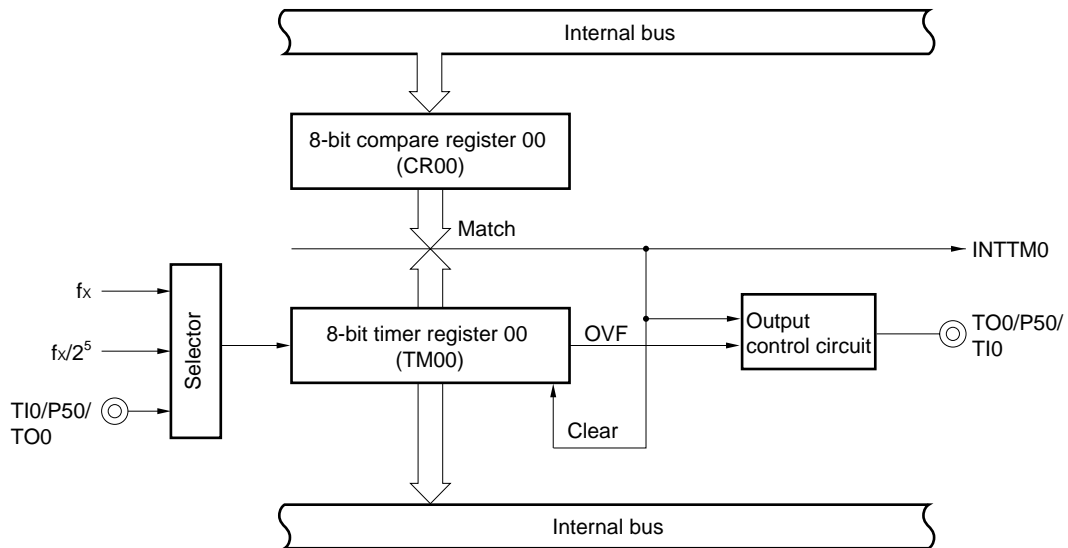 Internal bus
8-bit compare register 00
(CR00)
Match
INTTM0
fX
fX/2⁵
TI0/P50/
TO0
Selector
8-bit timer register 00
(TM00)
OVF
Clear
Output
control circuit
TO0/P50/
TI0
Internal bus